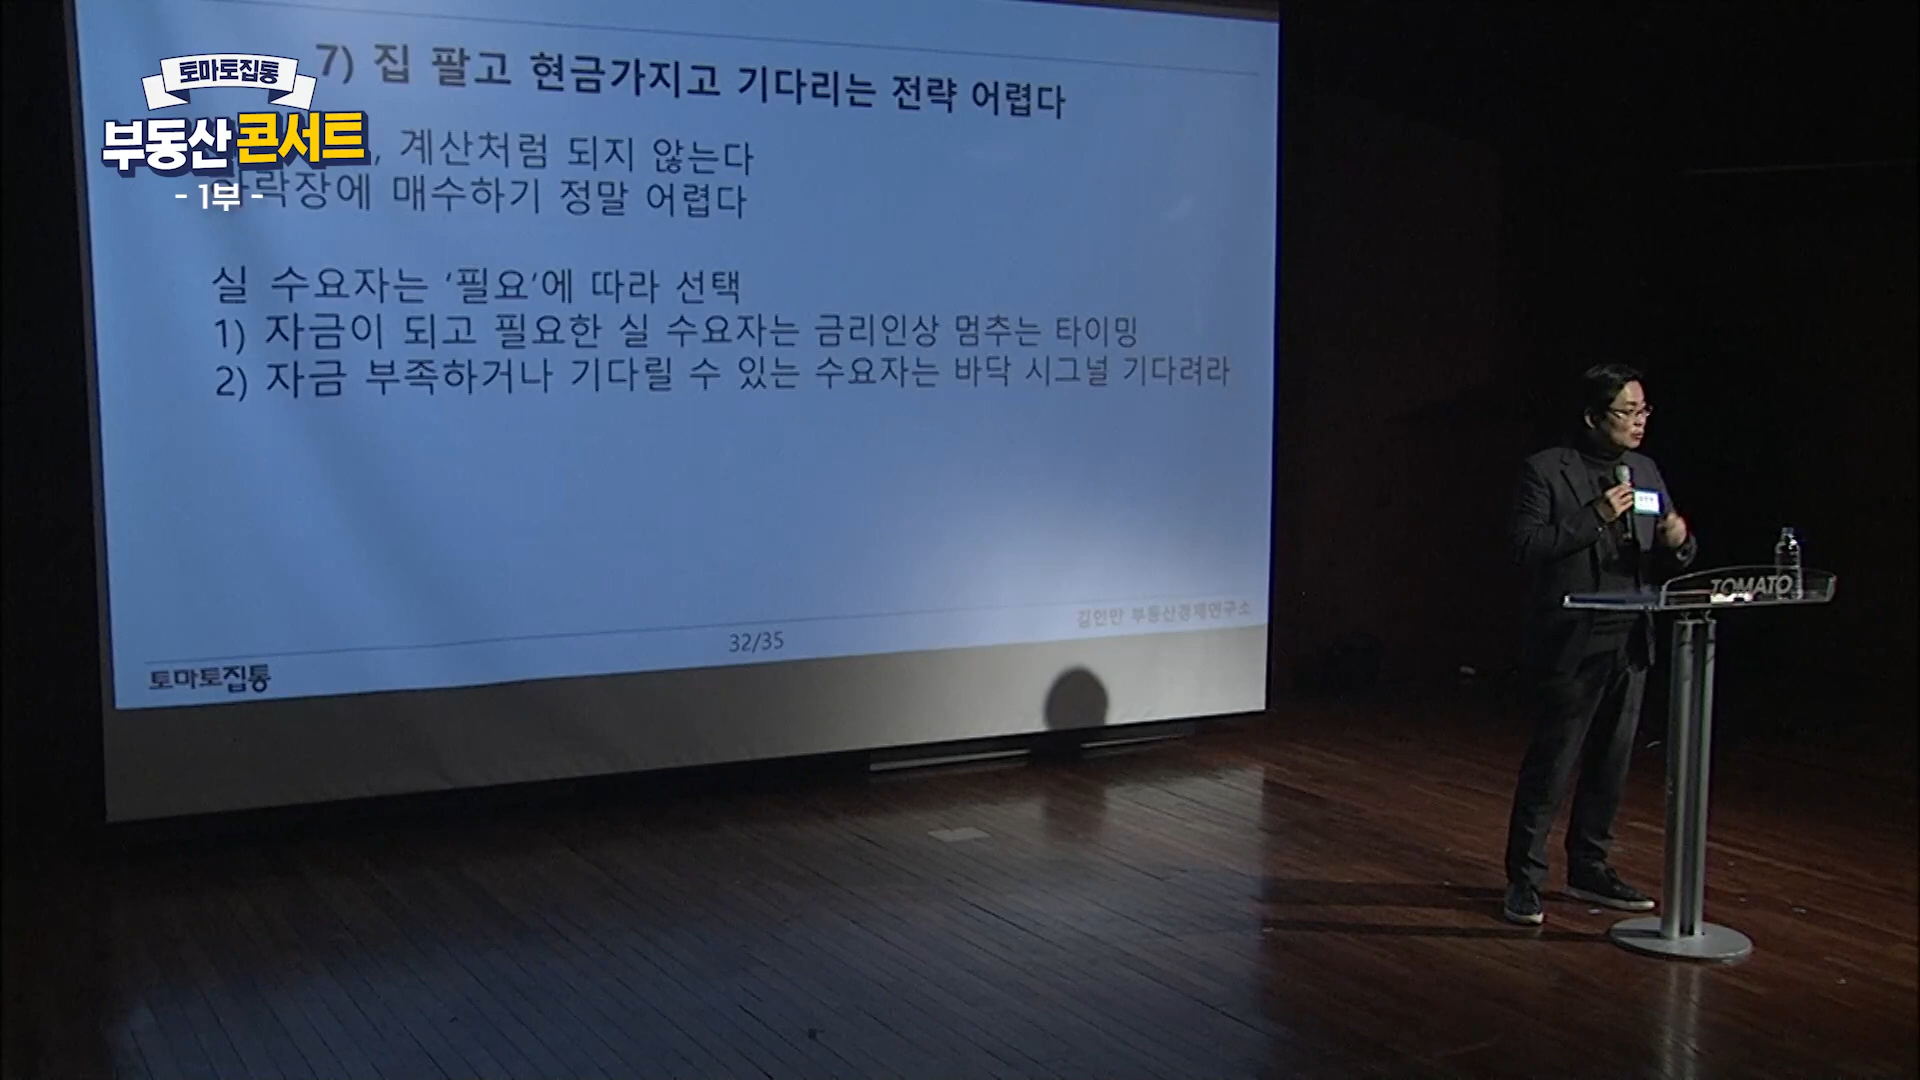 토마토집통
부동산 콘서트
- 1부 -
7) 집 팔고 현금가지고 기다리는 전략 어렵다
, 계산처럼 되지 않는다
락장에 매수하기 정말 어렵다
실 수요자는 ‘필요’에 따라 선택
1) 자금이 되고 필요한 실 수요자는 금리인상 멈추는 타이밍
2) 자금 부족하거나 기다릴 수 있는 수요자는 바닥 시그널 기다려라
김인만 부동산경제연구소
32/35
토마토집통
TOMATO